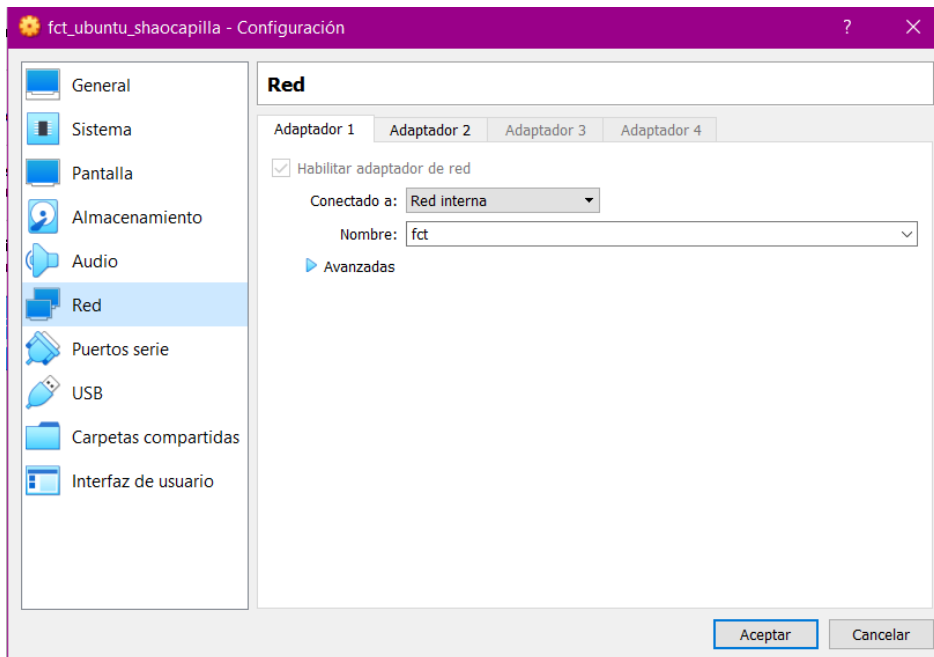 fct_ubuntu_shaocapilla - Configuración
?
General
Sistema
Pantalla
Almacenamiento
Audio
Red
Puertos serie
USB
Carpetas compartidas
Interfaz de usuario
Red
Adaptador 1 Adaptador 2 Adaptador 3 Adaptador 4
Habilitar adaptador de red
Conectado a: Red interna
Nombre: fct
Avanzadas
Aceptar Cancelar